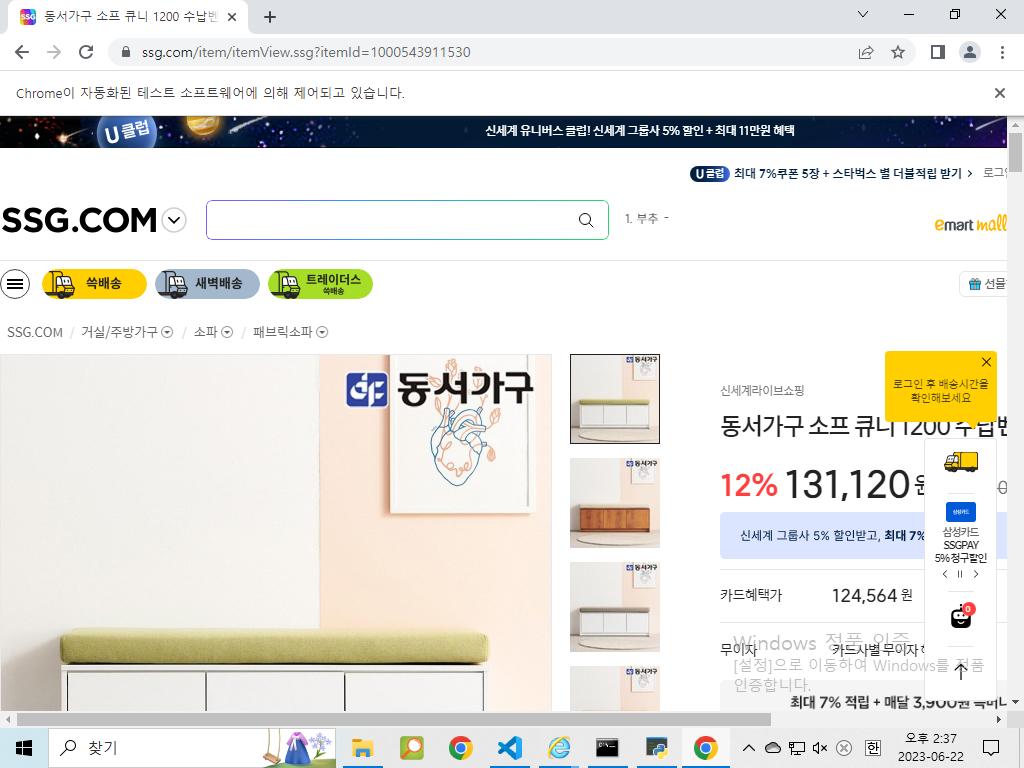 동서가구 소프 큐니 1200 수납벤
ssg.com/item/itemView.ssg?itemId=1000543911530
Chrome이 자동화된 테스트 소프트웨어에 의해 제어되고 있습니다.
U 클럽
신세계 유니버스 클럽! 신세계 그룹사 5% 할인 + 최대 11만원 혜택
U 클럽 최대 7%쿠폰 5장 + 스타벅스 별 더블적립 받기
SSG.COM
1. 부추 -
emart mall
쓱배송
새벽배송
트레이더스
쓱배송
선물
SSG.COM / 거실/주방가구 / 소파 / 패브릭소파
동서가구
신세계라이브쇼핑
로그인 후 배송시간을
확인해보세요
동서가구 소프 큐니 1200 수납벤
12% 131,120
신세계 그룹사 5% 할인받고, 최대 7%
삼성카드
삼성카드
SSGPAY
5% 청구할인
카드혜택가 124,564 원
0
무이자 카드사별 무이자
Windows 정품 인증
[설정]으로 이동하여 Windows를 정품
인증합니다.
최대 7% 적립 + 매달 3,900원
찾기
한
오후 2:37
2023-06-22